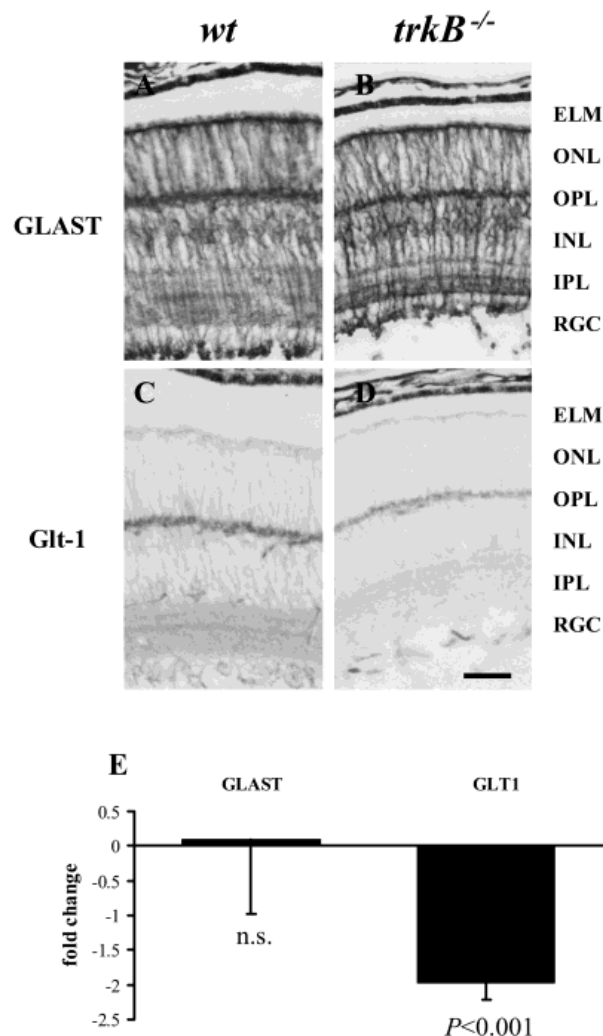 wt trkB-/-
A B
ELM
ONL
OPL
GLAST
INL
IPL
RGC
C D
ELM
ONL
OPL
Glt-1
INL
IPL
RGC
E
GLAST GLT1
0.5
0
-0.5
-1
-1.5
-2
-2.5
fold change
n.s.
P<0.001